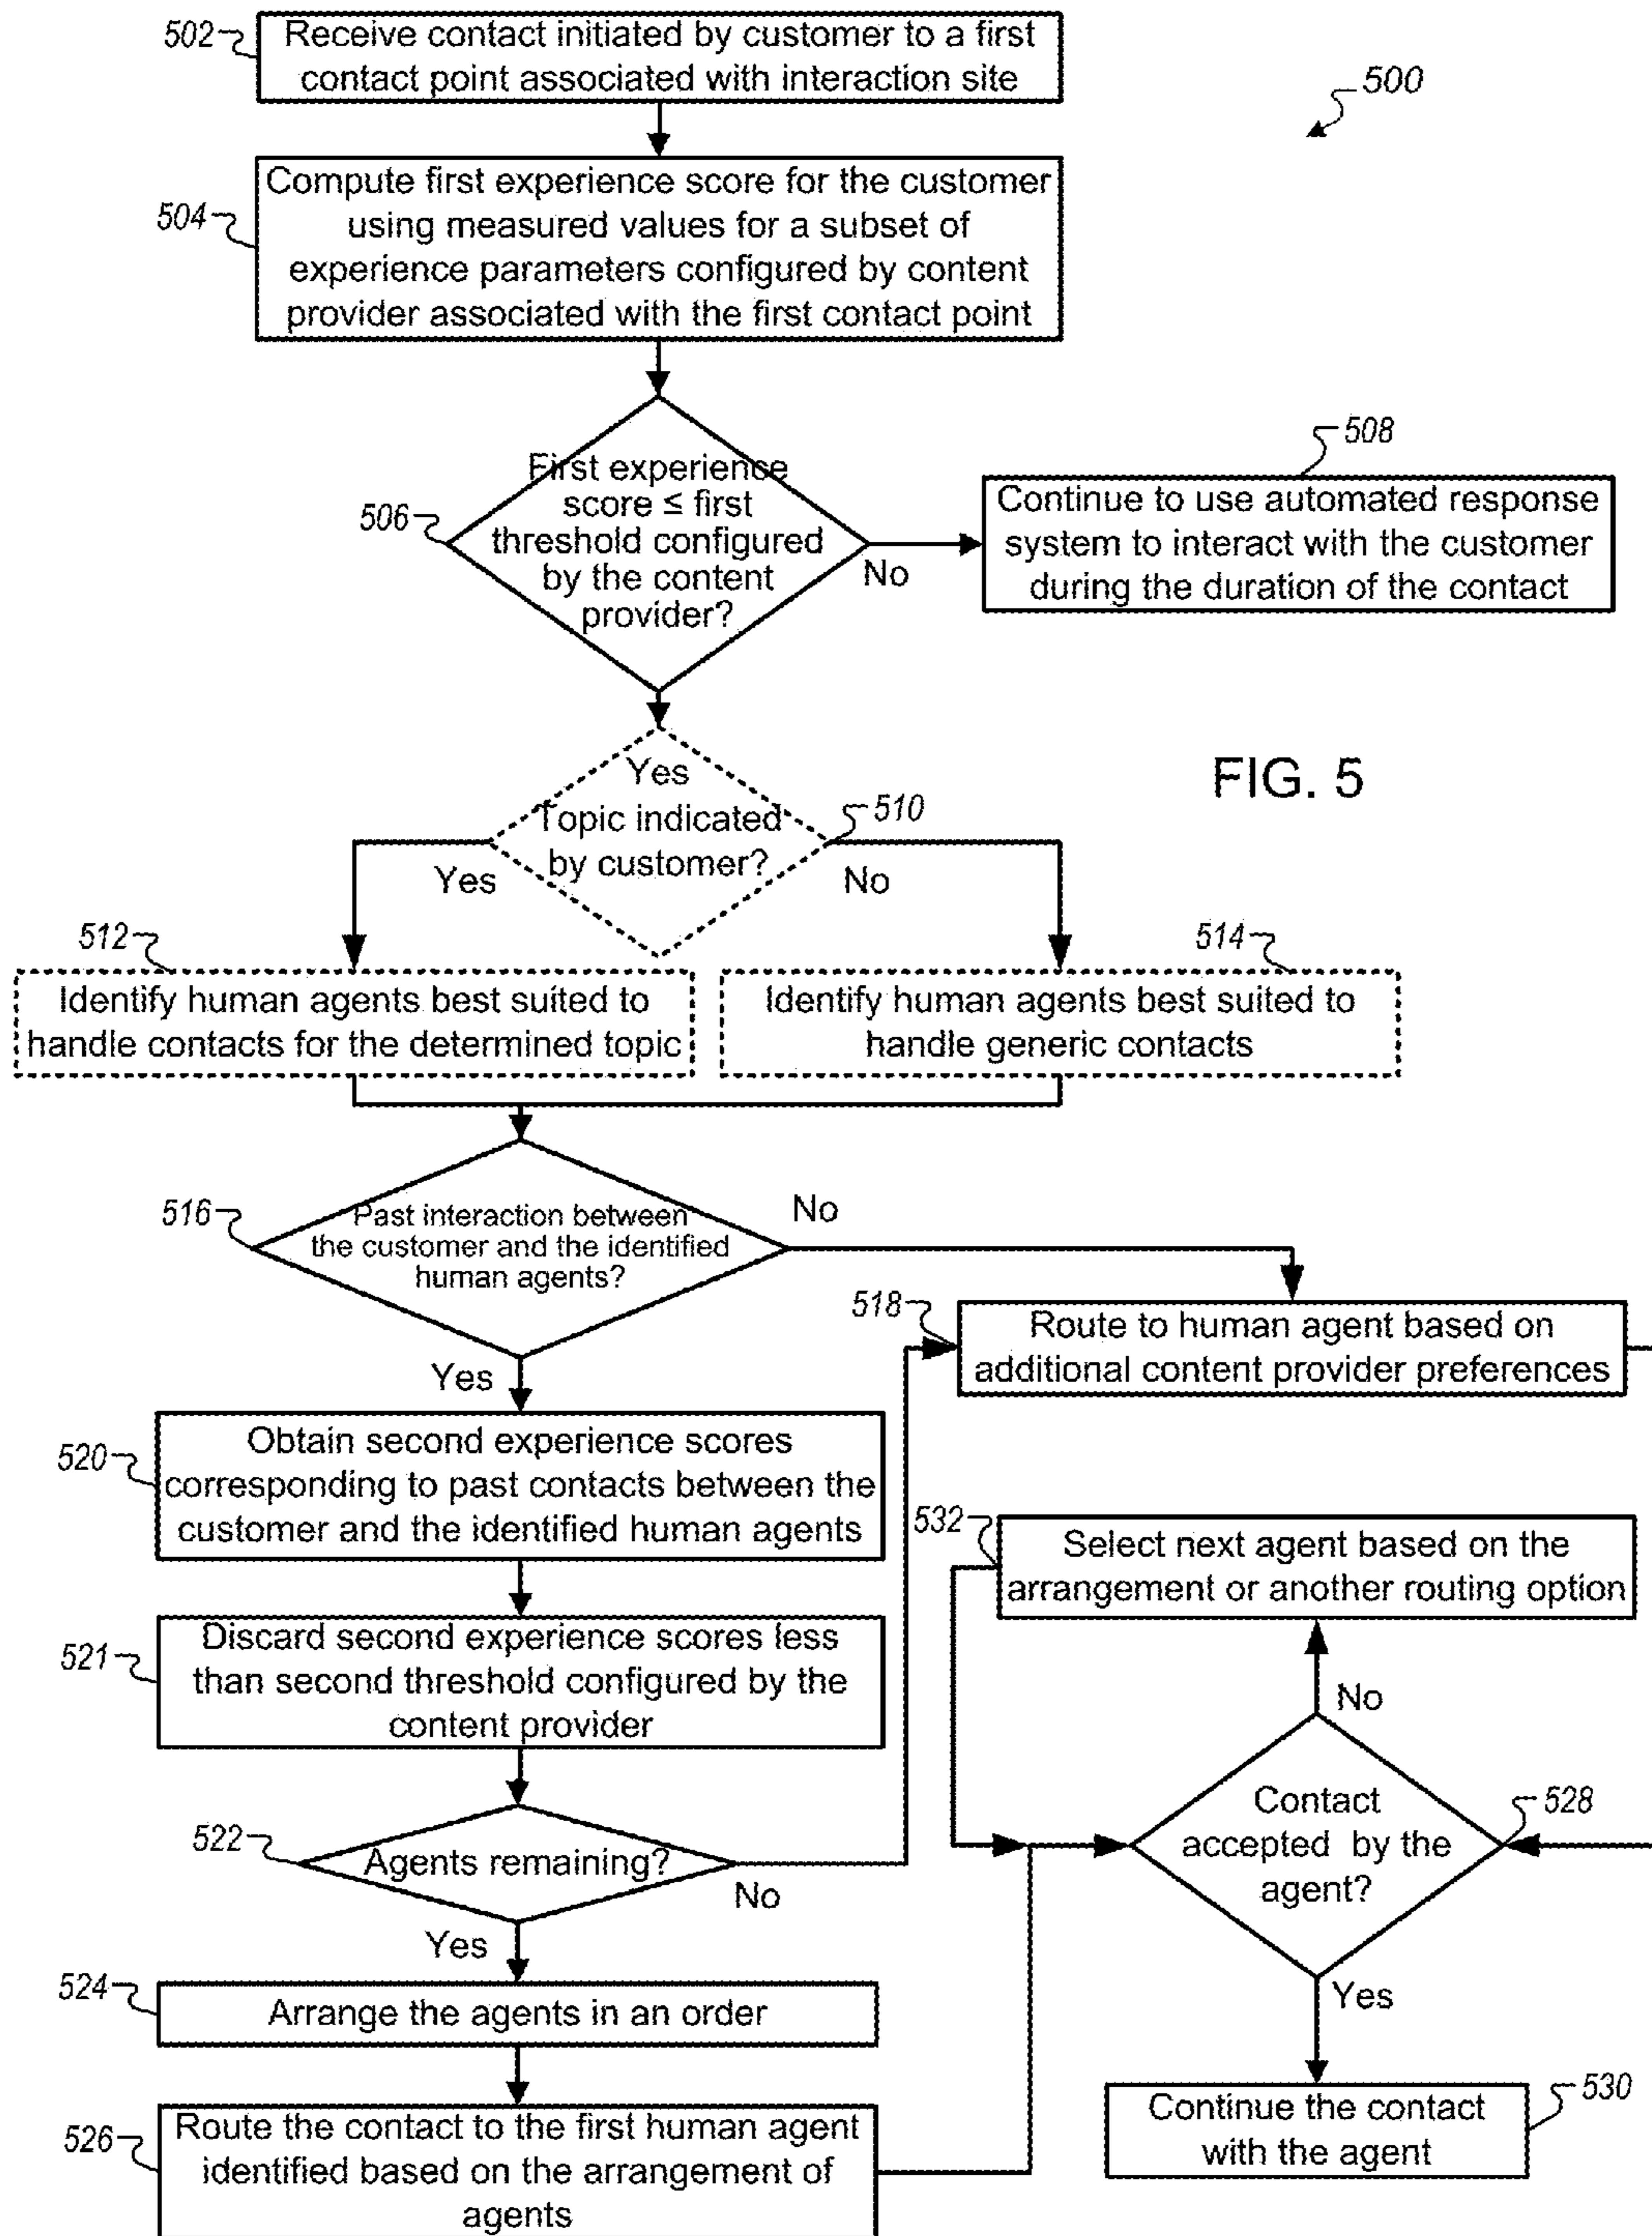 502
Receive contact initiated by customer to a first
contact point associated with interaction site
500
504
Compute first experience score for the customer
using measured values for a subset of
experience parameters configured by content
provider associated with the first contact point
506
First experience
score ≤ first
threshold configured
by the content
provider?
No
508
Continue to use automated response
system to interact with the customer
during the duration of the contact
FIG. 5
Yes
Topic indicated
by customer?
510
Yes
No
512
Identify human agents best suited to
handle contacts for the determined topic
514
Identify human agents best suited to
handle generic contacts
516
Past interaction between
the customer and the identified
human agents?
No
Yes
518
Route to human agent based on
additional content provider preferences
520
Obtain second experience scores
corresponding to past contacts between the
customer and the identified human agents
532
Select next agent based on the
arrangement or another routing option
521
Discard second experience scores less
than second threshold configured by the
content provider
No
522
Agents remaining?
No
Yes
Contact
accepted by the
agent?
528
Yes
524
Arrange the agents in an order
526
Route the contact to the first human agent
identified based on the arrangement of
agents
530
Continue the contact
with the agent